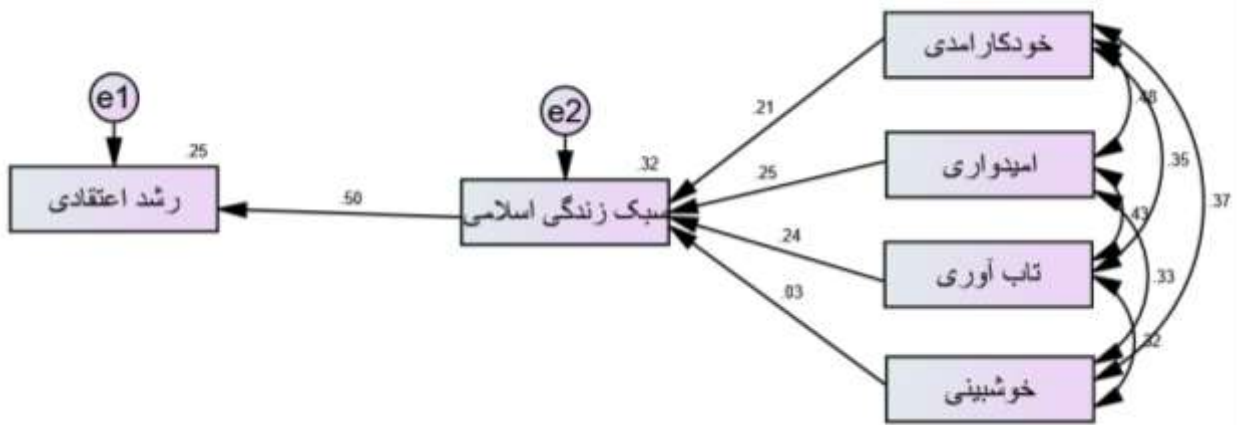 خودکارامدی
.48
e1
e2
.21
.25
.32
امیدواری
.35
رشد اعتقادی
.50
سبک زندگی اسلامی
.25
.43
.37
.24
تاب آوری
.33
.03
.32
خوشبینی